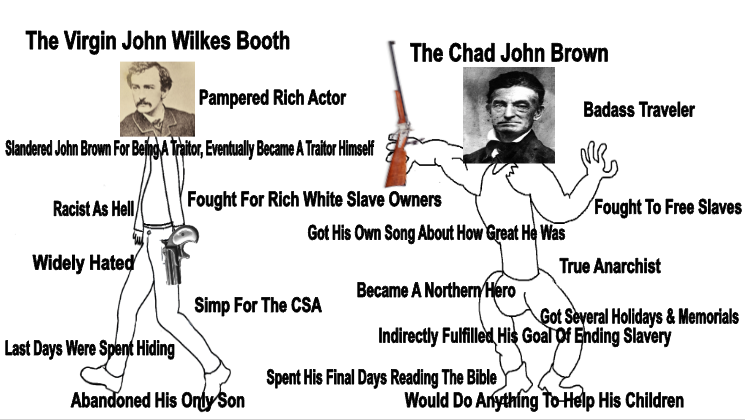 The Virgin John Wilkes Booth
The Chad John Brown
Pampered Rich Actor
Badass Traveler
Slandered John Brown For Being A Traitor, Eventually Became A Traitor Himself
Fought For Rich White Slave Owners
Racist As Hell
Fought To Free Slaves
Got His Own Song About How Great He Was
Widely Hated
True Anarchist
Became A Northern Hero
Simp For The CSA
Got Several Holidays & Memorials
Indirectly Fulfilled His Goal Of Ending Slavery
Last Days Were Spent Hiding
Spent His Final Days Reading The Bible
Abandoned His Only Son
Would Do Anything To Help His Children